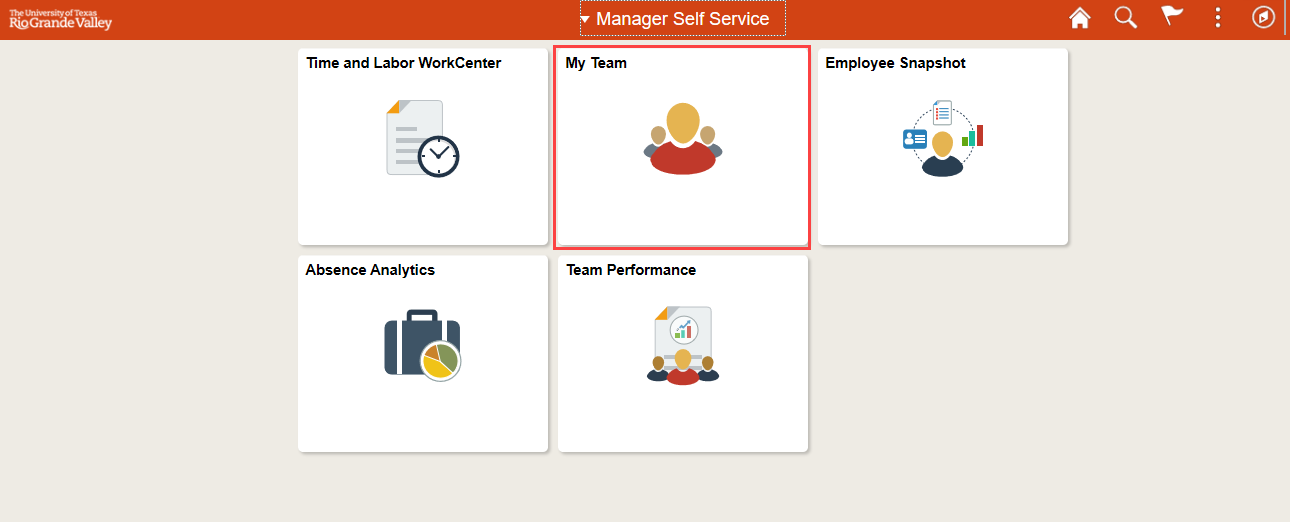 The University of Texas
Rio Grande Valley
Manager Self Service
Time and Labor WorkCenter
My Team
Employee Snapshot
Absence Analytics
Team Performance